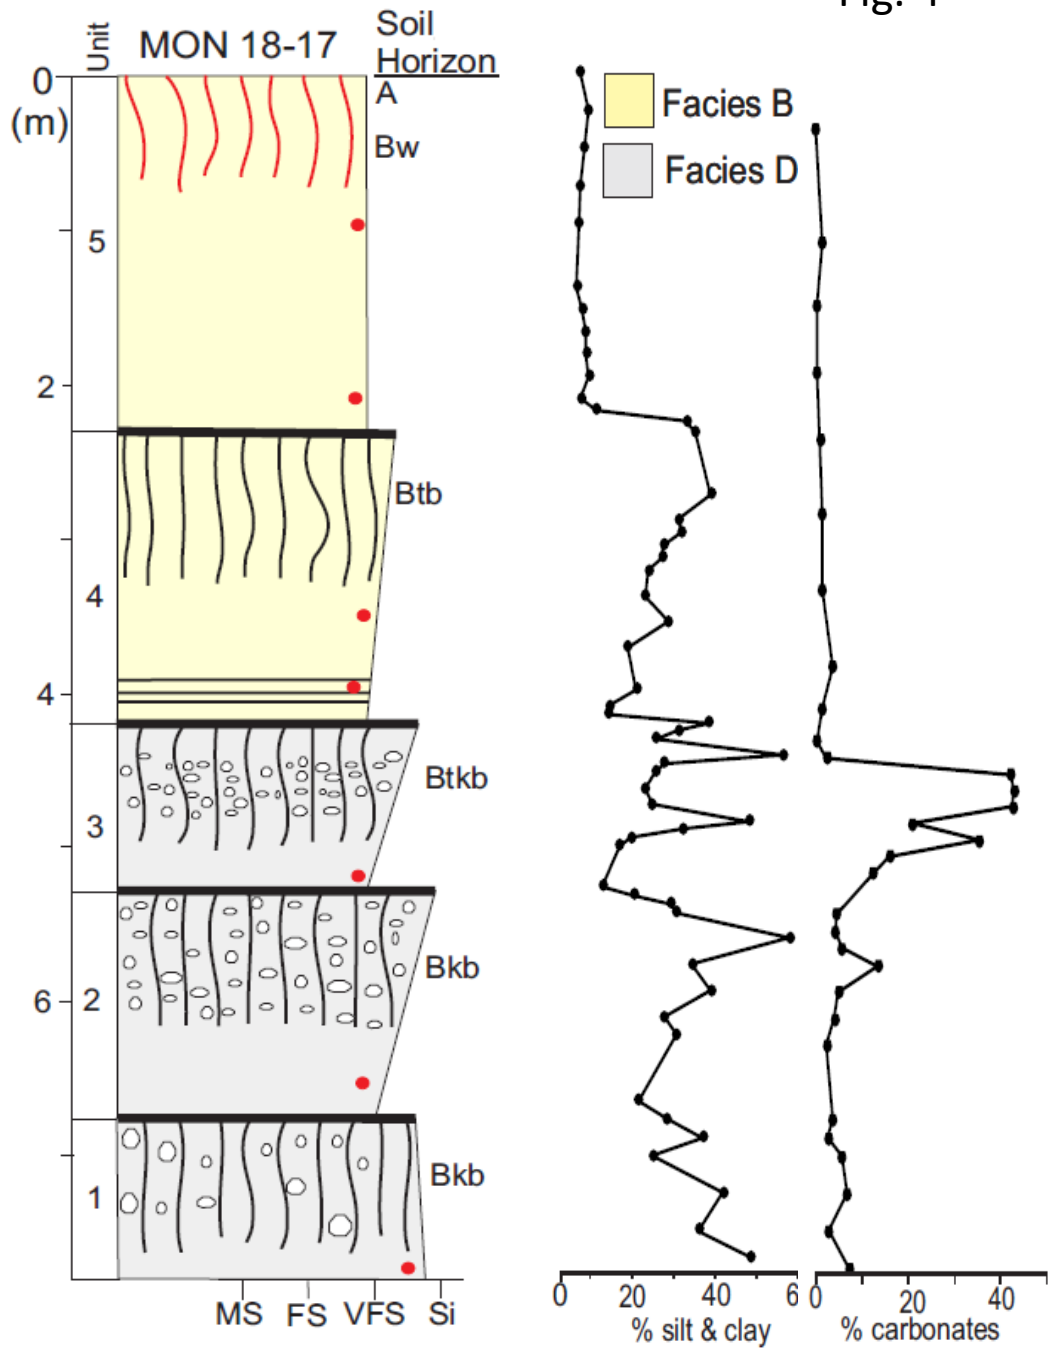 Unit
MON 18-17
Soil
Horizon
0
(m)
A
Bw
5
2
Btb
4
4
Btkb
3
Bkb
6
2
Bkb
1
MS FS VFS Si
Facies B
Facies D
0 20 40 6
% silt & clay
0 20 40
% carbonates